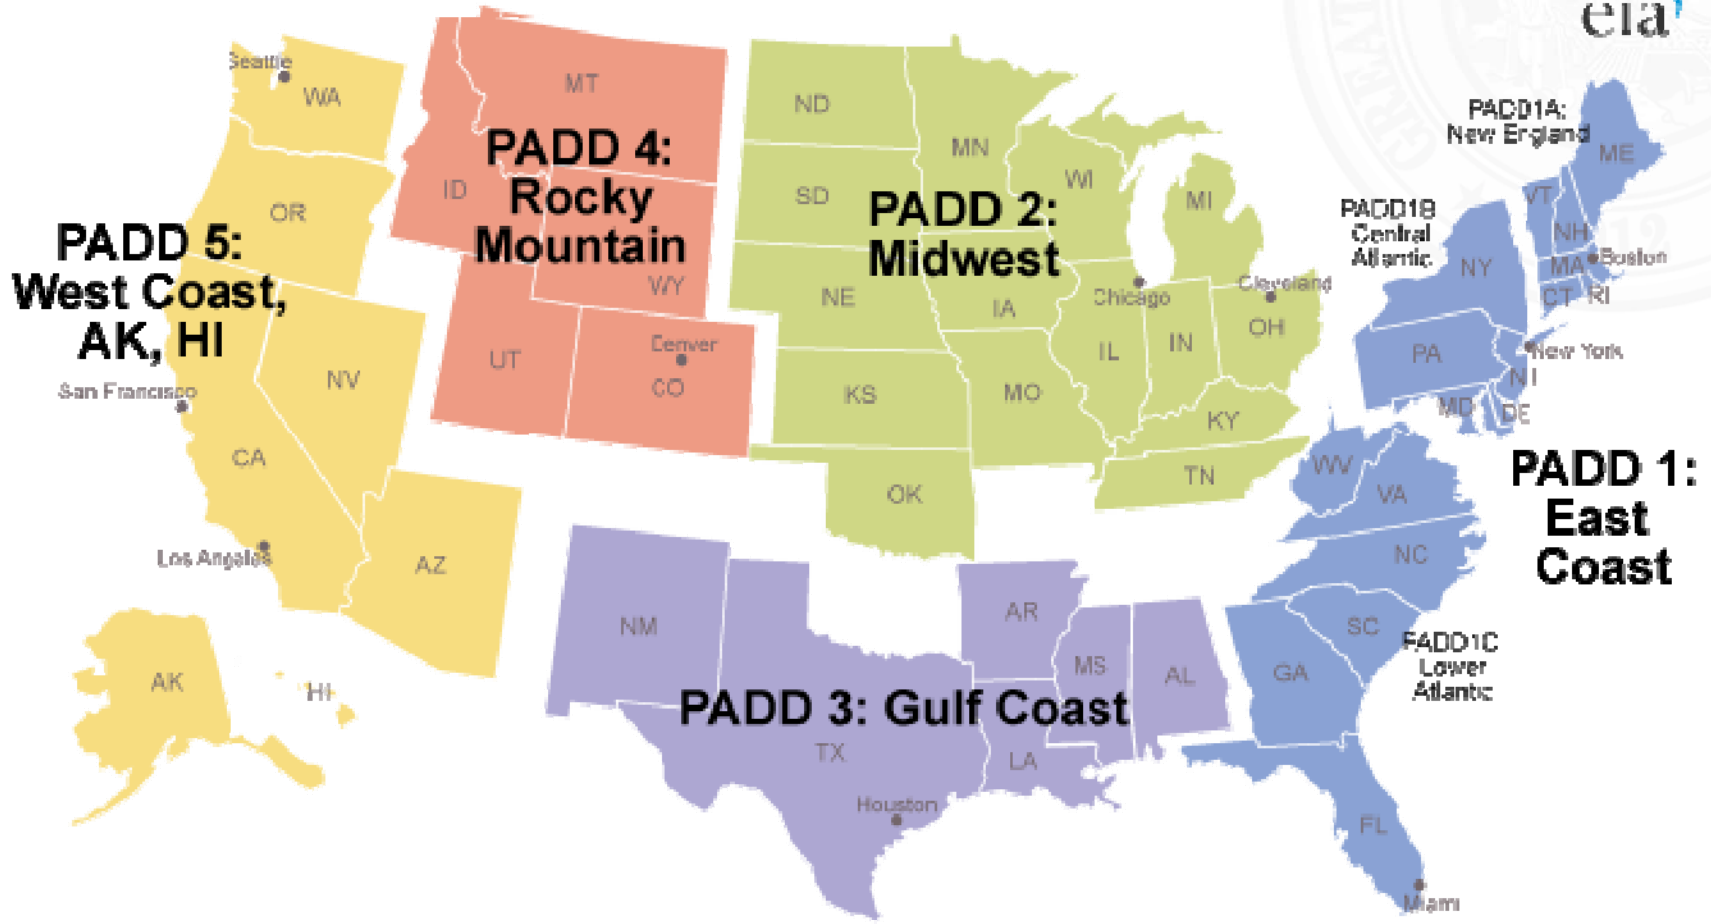 eia
Seattle
WA
MT
ND
MN
PADD1A:
New England
ME
PADD 4:
Rocky
Mountain
ID
WY
OR
SD
WI
MI
PADD 2:
Midwest
VT
NH
PADD1B
Central
Atlantic
NY
MA
Boston
CT
RI
PADD 5:
West Coast,
AK, HI
NE
IA
Chicago
Cleveland
OH
IL
IN
PA
New York
NJ
MD
DE
San Francisco
NV
UT
Denver
CO
KS
MO
KY
CA
OK
TN
WV
VA
PADD 1:
East
Coast
Los Angeles
AZ
NC
NM
AR
SC
PADD1C
Lower
Atlantic
AK
HI
MS
AL
GA
PADD 3: Gulf Coast
TX
LA
Houston
FL
Miami